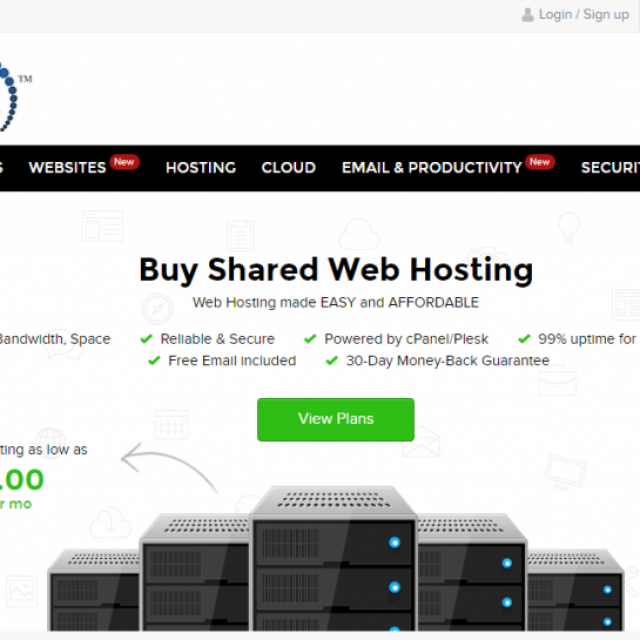 Login / Sign up
TM
S WEBSITES New HOSTING CLOUD EMAIL & PRODUCTIVITY New SECURI
Buy Shared Web Hosting
Web Hosting made EASY and AFFORDABLE
Bandwidth, Space Reliable & Secure Powered by cPanel/Plesk 99% uptime for
Free Email included 30-Day Money-Back Guarantee
View Plans
ting as low as
.00
r mo